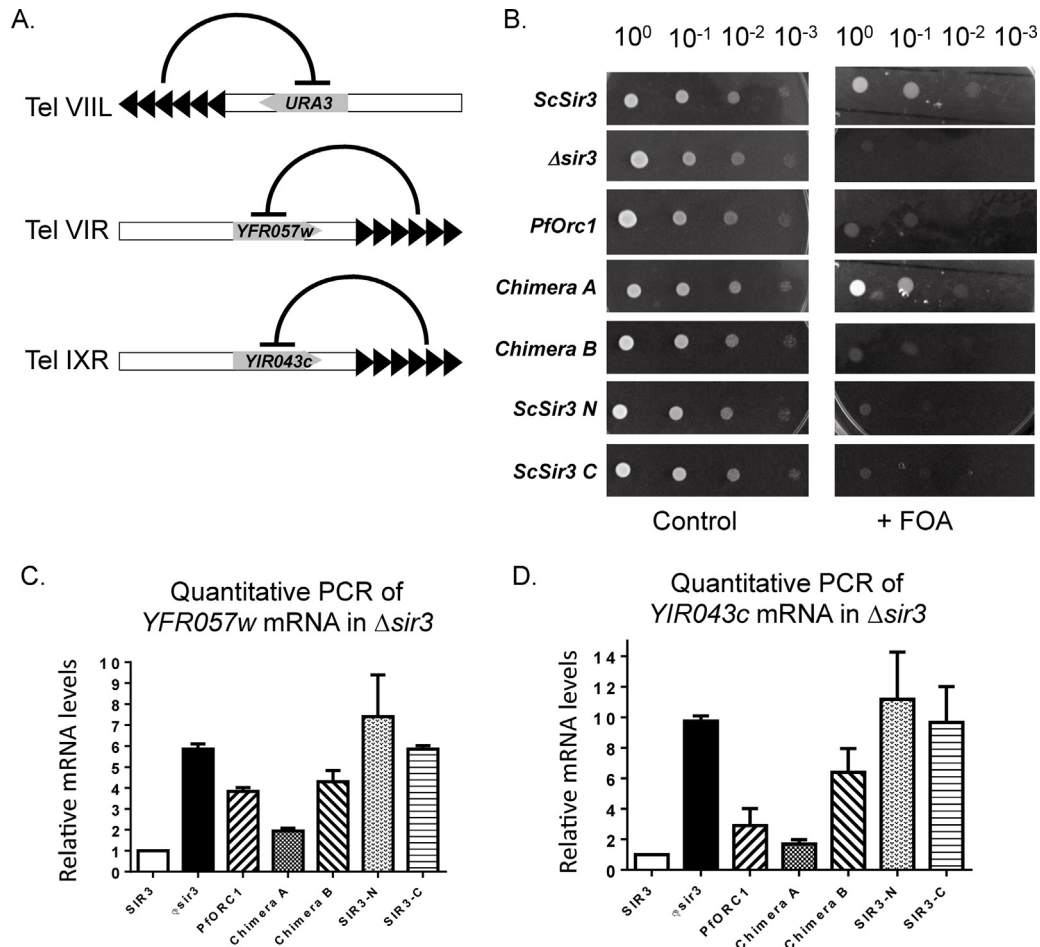 A.
Tel VIIL
URA3
Tel VIR
YFR057w
Tel IXR
YIR043c
B.
10⁰ 10⁻¹ 10⁻² 10⁻³ 10⁰ 10⁻¹ 10⁻² 10⁻³
ScSir3
Δsir3
PfOrc1
Chimera A
Chimera B
ScSir3 N
ScSir3 C
Control + FOA
C.
Quantitative PCR of
YFR057w mRNA in Δsir3
Relative mRNA levels
10
9
8
7
6
5
4
3
2
1
0
SIR3
φsir3
PfORC1
Chimera A
Chimera B
SIR3-N
SIR3-C
D.
Quantitative PCR of
YIR043c mRNA in Δsir3
Relative mRNA levels
14
12
10
8
6
4
2
0
SIR3
φsir3
PfORC1
Chimera A
Chimera B
SIR3-N
SIR3-C